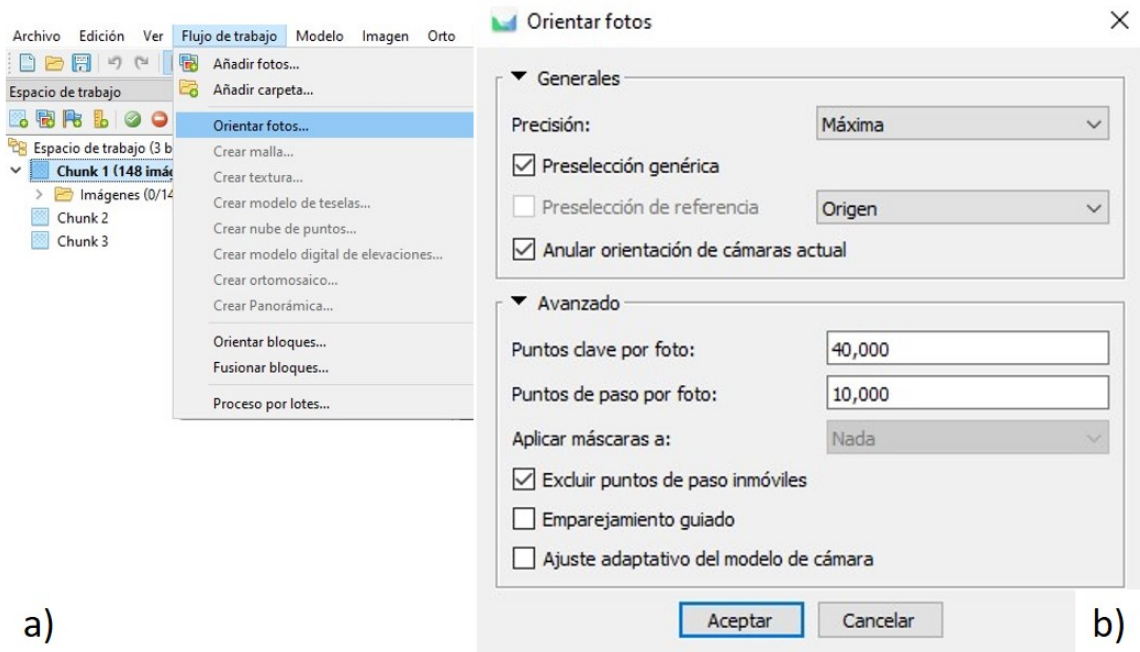 Archivo Edición Ver Flujo de trabajo Modelo Imagen Orto
Añadir fotos...
Espacio de trabajo
Añadir carpeta...
Orientar fotos...
Espacio de trabajo (3 b
Crear malla...
Chunk 1 (148 imág
Crear textura...
Imágenes (0/14
Crear modelo de teselas...
Chunk 2
Crear nube de puntos...
Chunk 3
Crear modelo digital de elevaciones...
Crear ortomosaico...
Crear Panorámica...
Orientar bloques...
Fusionar bloques...
Proceso por lotes...
a)
Orientar fotos
Generales
Precisión: Máxima
Preselección genérica
Preselección de referencia Origen
Anular orientación de cámaras actual
Avanzado
Puntos clave por foto: 40,000
Puntos de paso por foto: 10,000
Aplicar máscaras a: Nada
Excluir puntos de paso inmóviles
Emparejamiento guiado
Ajuste adaptativo del modelo de cámara
Aceptar Cancelar
b)